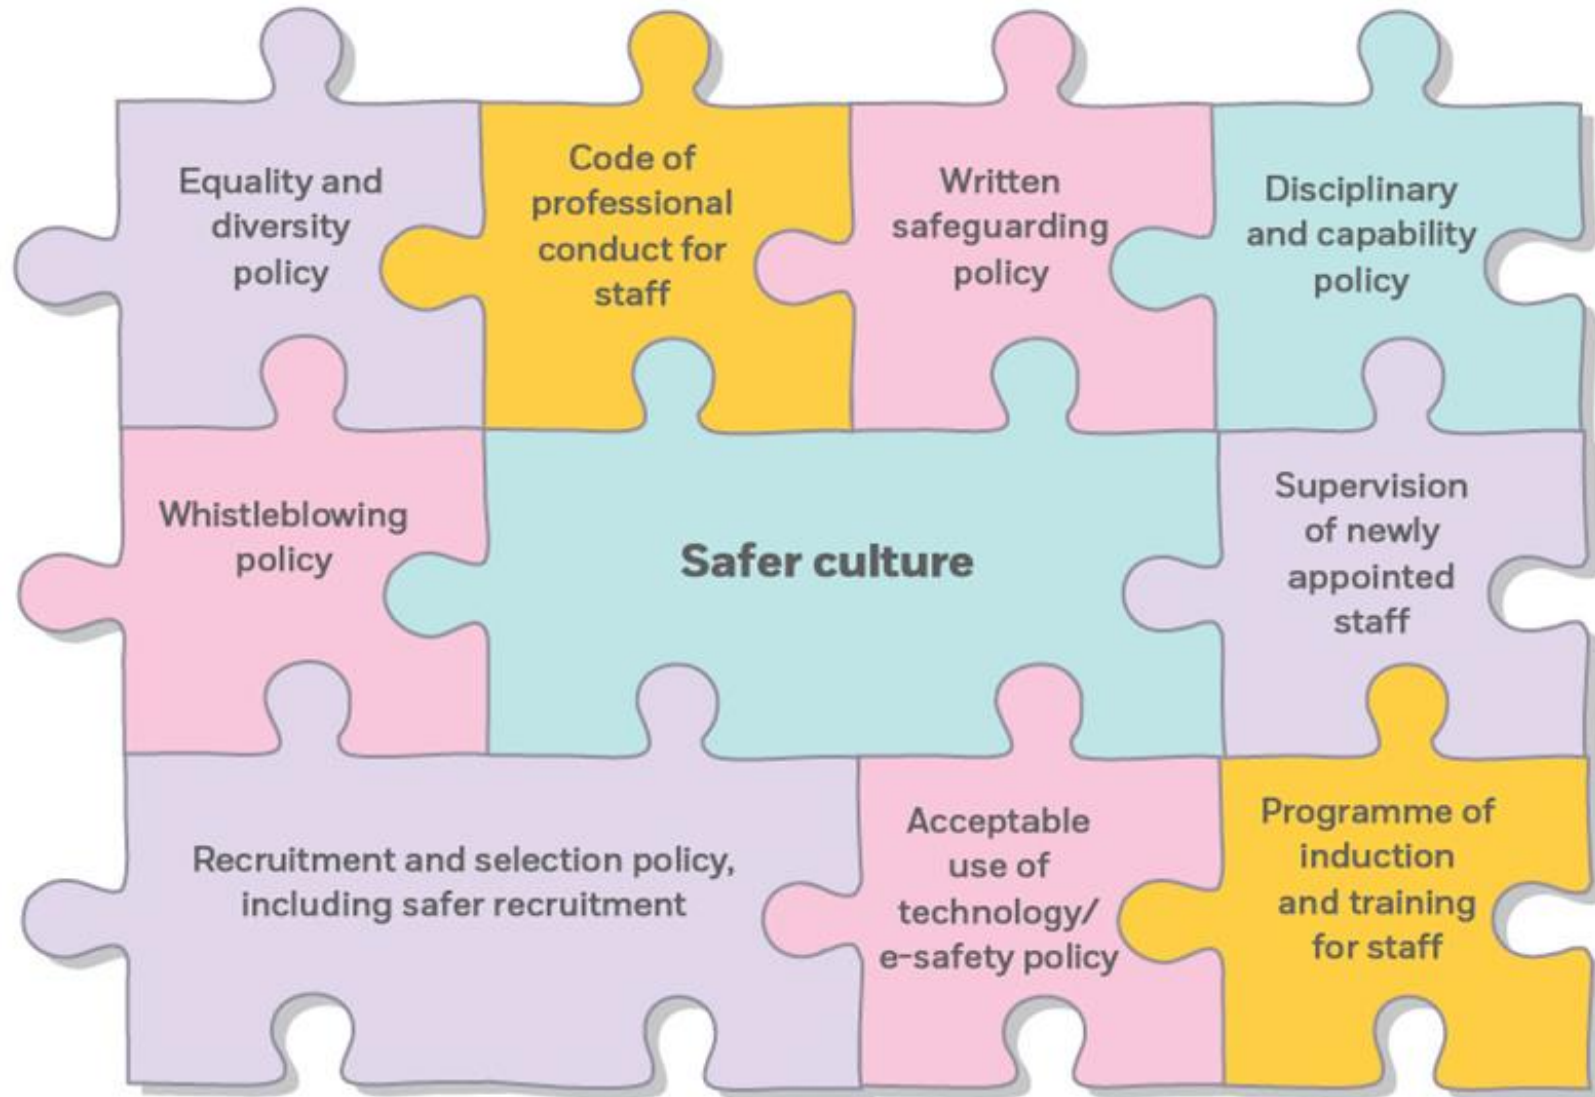 Equality and
diversity
policy
Code of
professional
conduct for
staff
Written
safeguarding
policy
Disciplinary
and capability
policy
Whistleblowing
policy
Safer culture
Supervision
of newly
appointed
staff
Recruitment and selection policy,
including safer recruitment
Acceptable
use of
technology/
e-safety policy
Programme of
induction
and training
for staff